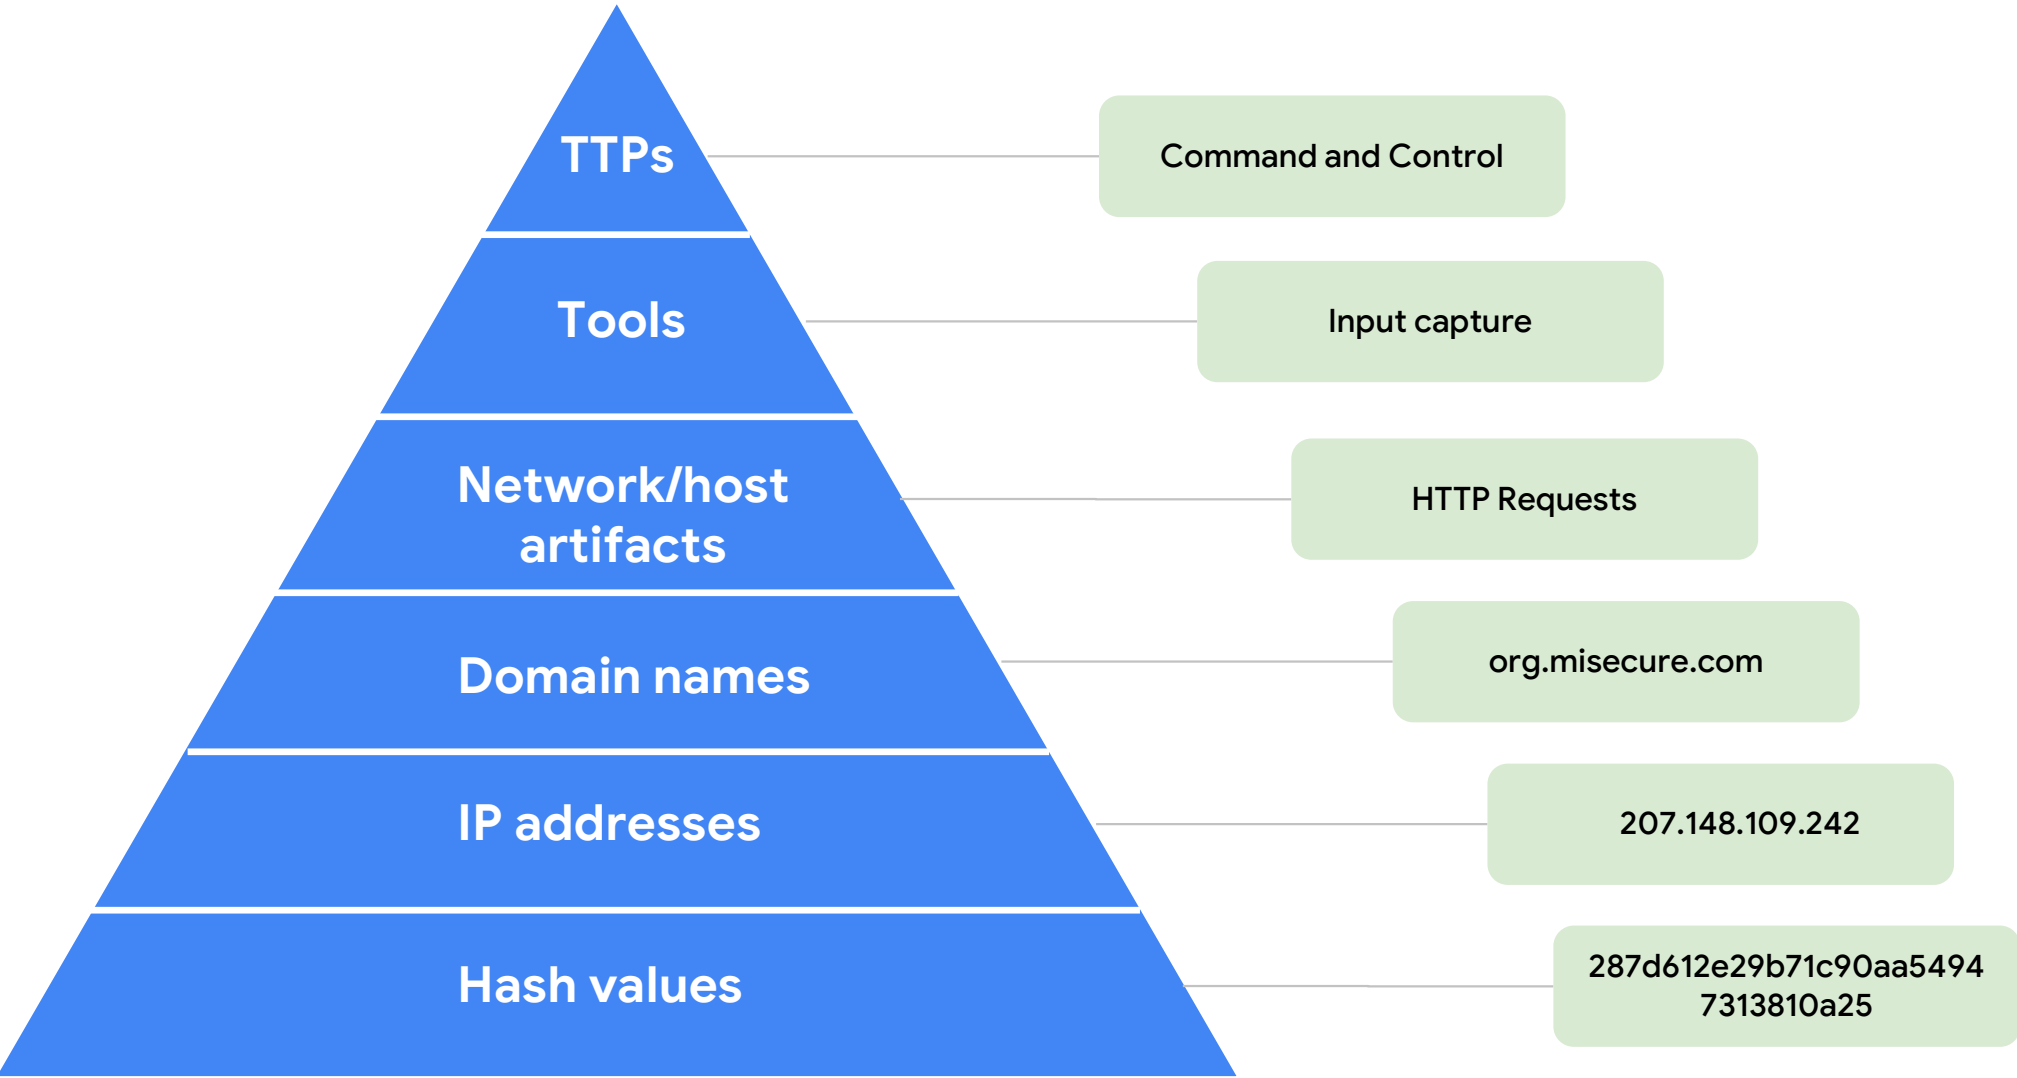 TTPs
Command and Control
Tools
Input capture
Network/host
artifacts
HTTP Requests
Domain names
org.misecure.com
IP addresses
207.148.109.242
Hash values
287d612e29b71c90aa5494
7313810a25